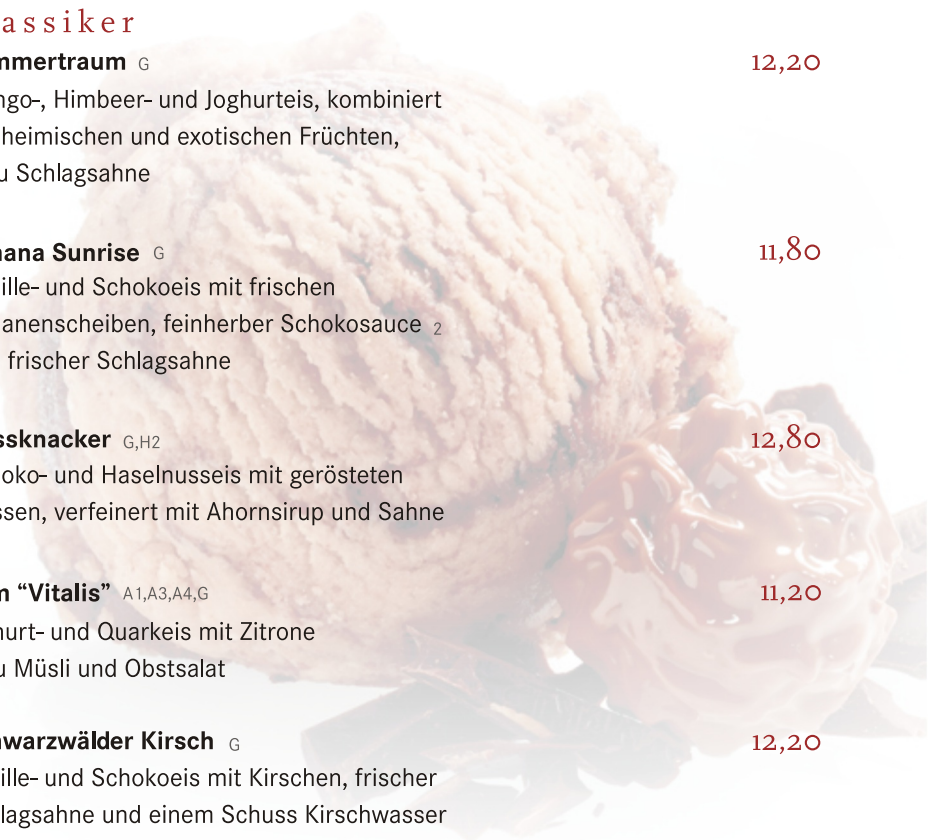 assiker
mmertraum G 12,20
ngo-, Himbeer- und Joghurteis, kombiniert
heimischen und exotischen Früchten,
u Schlagsahne
nana Sunrise G 11,80
ille- und Schokoeis mit frischen
anenscheiben, feinherber Schokosauce 2
frischer Schlagsahne
ssknacker G,H2 12,80
oko- und Haselnusseis mit gerösteten
ssen, verfeinert mit Ahornsirup und Sahne
m “Vitalis” A1,A3,A4,G 11,20
hurt- und Quarkeis mit Zitrone
u Müsli und Obstsalat
warzwälder Kirsch G 12,20
ille- und Schokoeis mit Kirschen, frischer
lagsahne und einem Schuss Kirschwasser